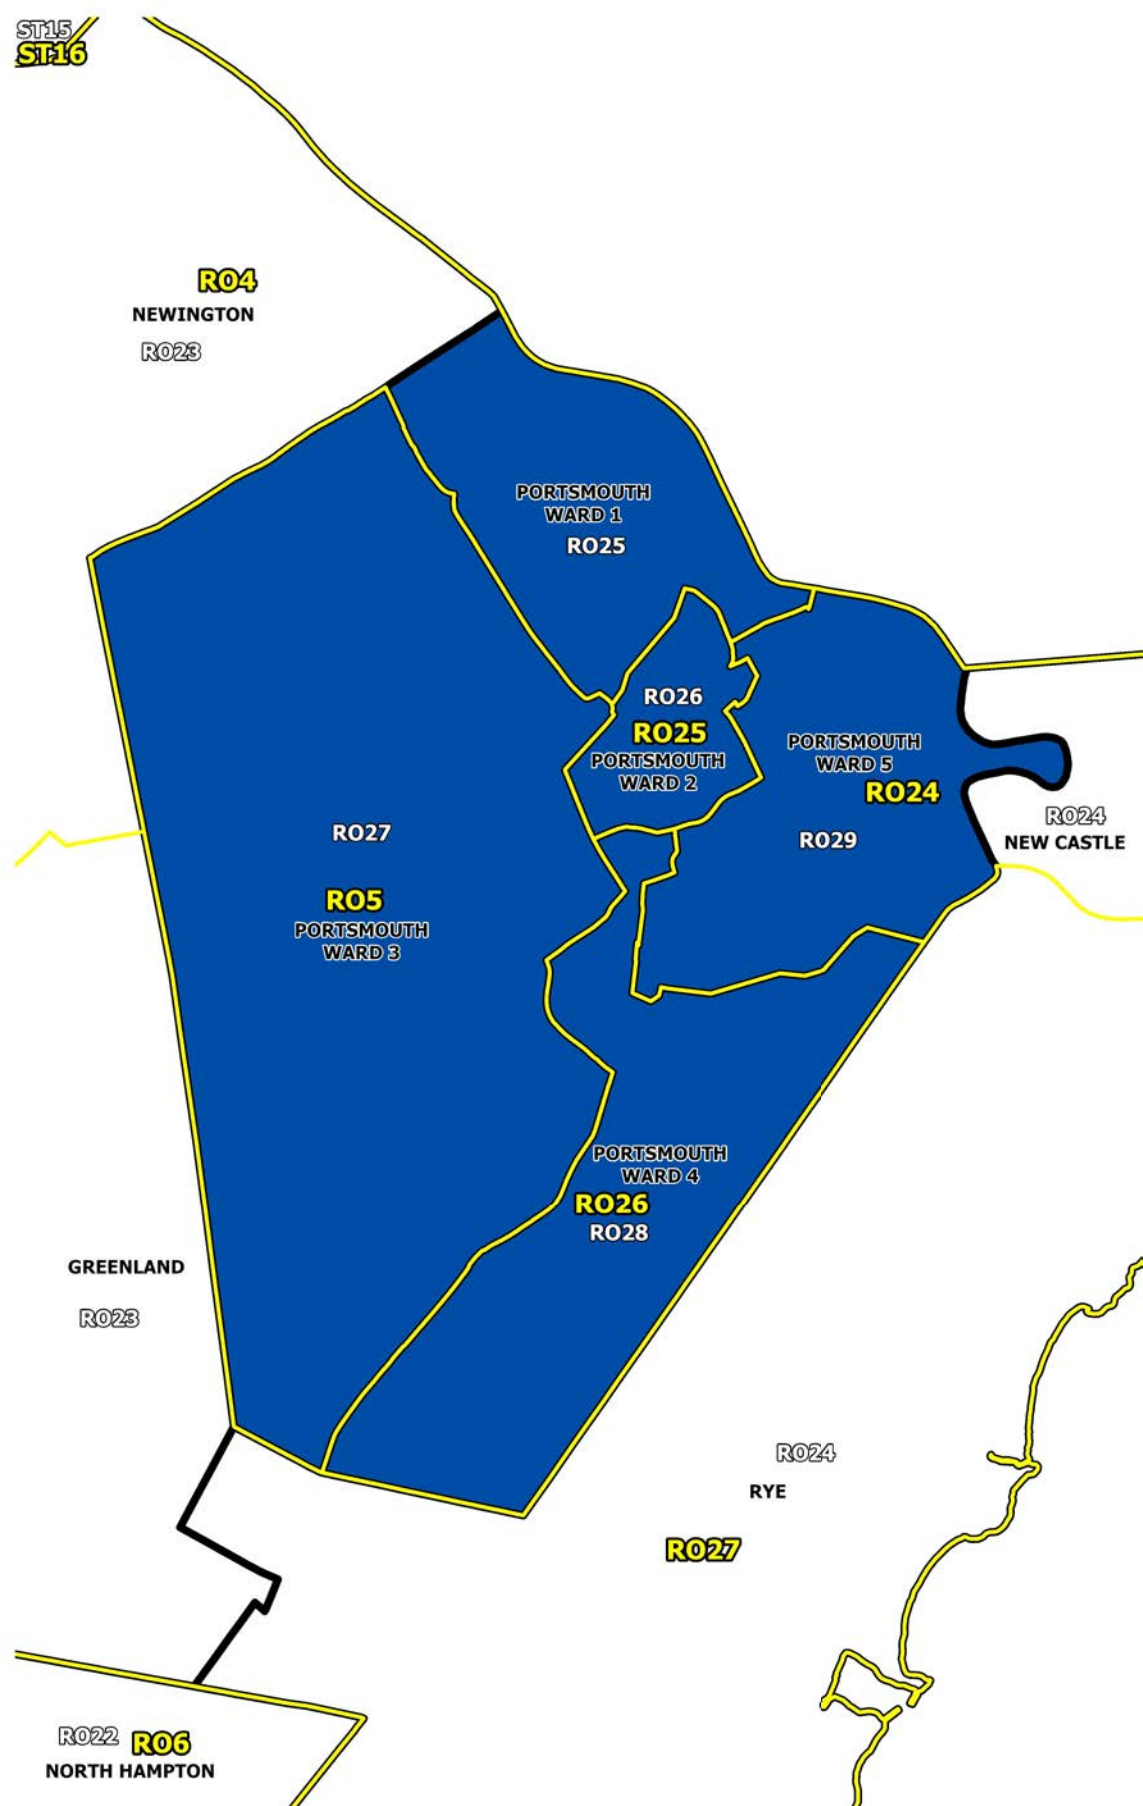 ST15
ST16
RO4
NEWINGTON
RO23
PORTSMOUTH
WARD 1
RO25
RO26
RO25
PORTSMOUTH
WARD 2
PORTSMOUTH
WARD 5
RO24
RO29
RO24
NEW CASTLE
RO27
RO5
PORTSMOUTH
WARD 3
PORTSMOUTH
WARD 4
RO26
RO28
GREENLAND
RO23
RO24
RYE
RO27
RO22 RO6
NORTH HAMPTON